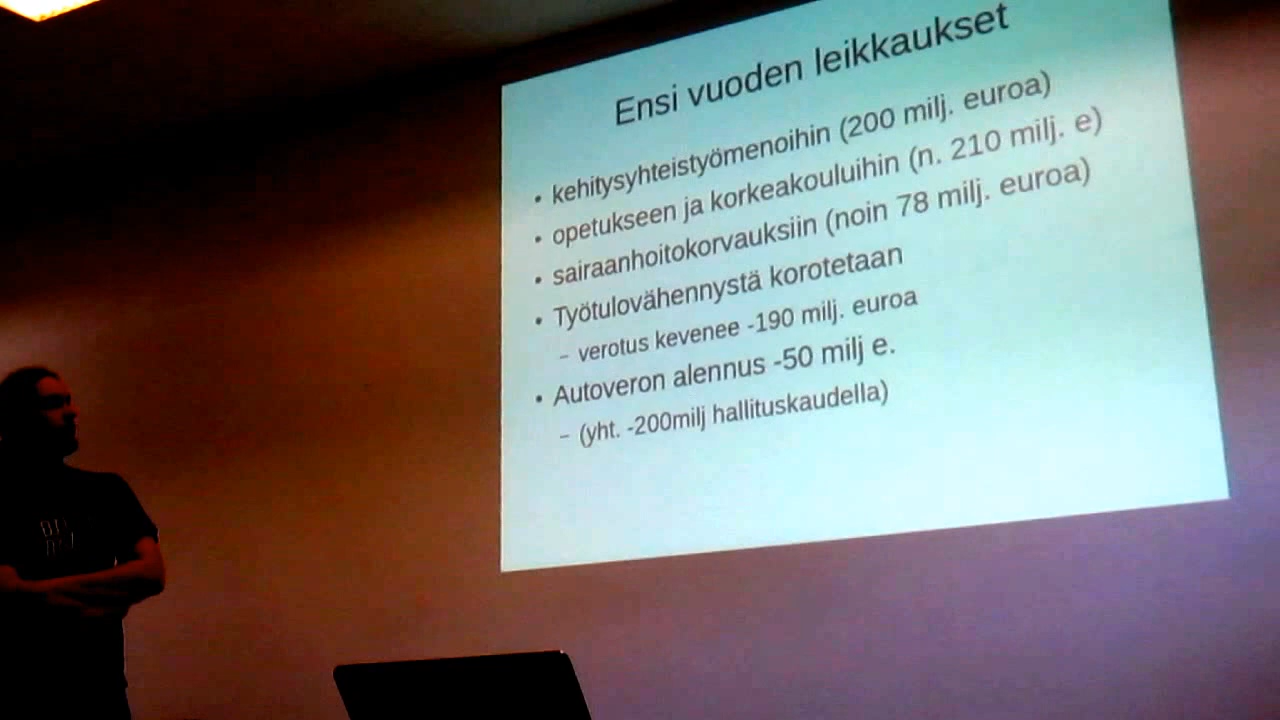 Ensi vuoden leikkaukset
• kehitysyhteistyömenoihin (200 milj. euroa)
• opetukseen ja korkeakouluihin (n. 210 milj. e)
• sairaanhoitokorvauksiin (noin 78 milj. euroa)
• Työtulovähennystä korotetaan
– verotus kevenee -190 milj. euroa
• Autoveron alennus -50 milj e.
– (yht. -200milj hallituskaudella)